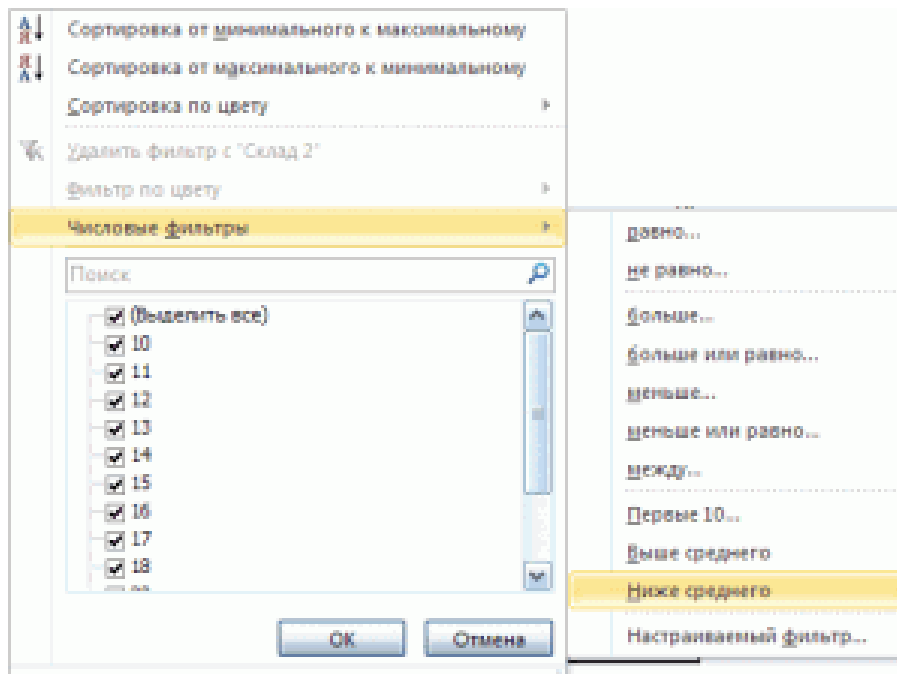 Сортировка от минимального к максимальному
Сортировка от максимального к минимальному
Сортировка по цвету
Удалить фильтр с "Склад 2"
Фильтр по цвету
Числовые фильтры
Поиск
(Выделить все)
10
11
12
13
14
15
16
17
18
ОК
Отмена
равно...
не равно...
больше...
больше или равно...
меньше...
меньше или равно...
между...
Первые 10...
Выше среднего
Ниже среднего
Настраиваемый фильтр...